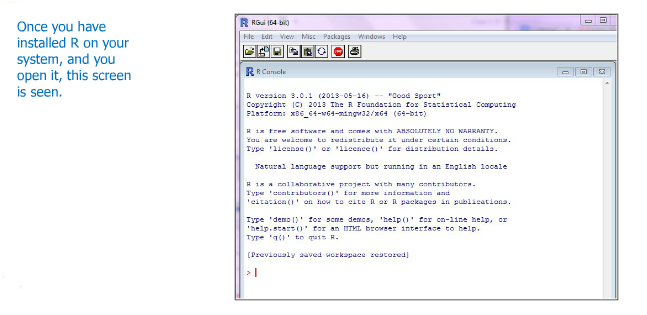 Once you have
installed R on your
system, and you
open it, this screen
is seen.
RGui (64-bit)
File Edit View Misc Packages Windows Help
R Console
R version 3.0.1 (2013-05-16) -- "Good Sport"
Copyright (C) 2013 The R Foundation for Statistical Computing
Platform: x86_64-w64-mingw32/x64 (64-bit)
R is free software and comes with ABSOLUTELY NO WARRANTY.
You are welcome to redistribute it under certain conditions.
Type 'license()' or 'licence()' for distribution details.
Natural language support but running in an English locale
R is a collaborative project with many contributors.
Type 'contributors()' for more information and
'citation()' on how to cite R or R packages in publications.
Type 'demo()' for some demos, 'help()' for on-line help, or
'help.start()' for an HTML browser interface to help.
Type 'q()' to quit R.
[Previously saved workspace restored]
>